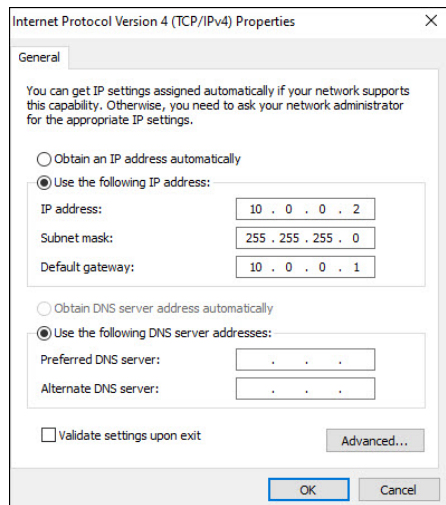 Internet Protocol Version 4 (TCP/IPv4) Properties
General
You can get IP settings assigned automatically if your network supports
this capability. Otherwise, you need to ask your network administrator
for the appropriate IP settings.
Obtain an IP address automatically
Use the following IP address:
IP address: 10 . 0 . 0 . 2
Subnet mask: 255 . 255 . 255 . 0
Default gateway: 10 . 0 . 0 . 1
Obtain DNS server address automatically
Use the following DNS server addresses:
Preferred DNS server: . . .
Alternate DNS server: . . .
Validate settings upon exit
Advanced...
OK Cancel